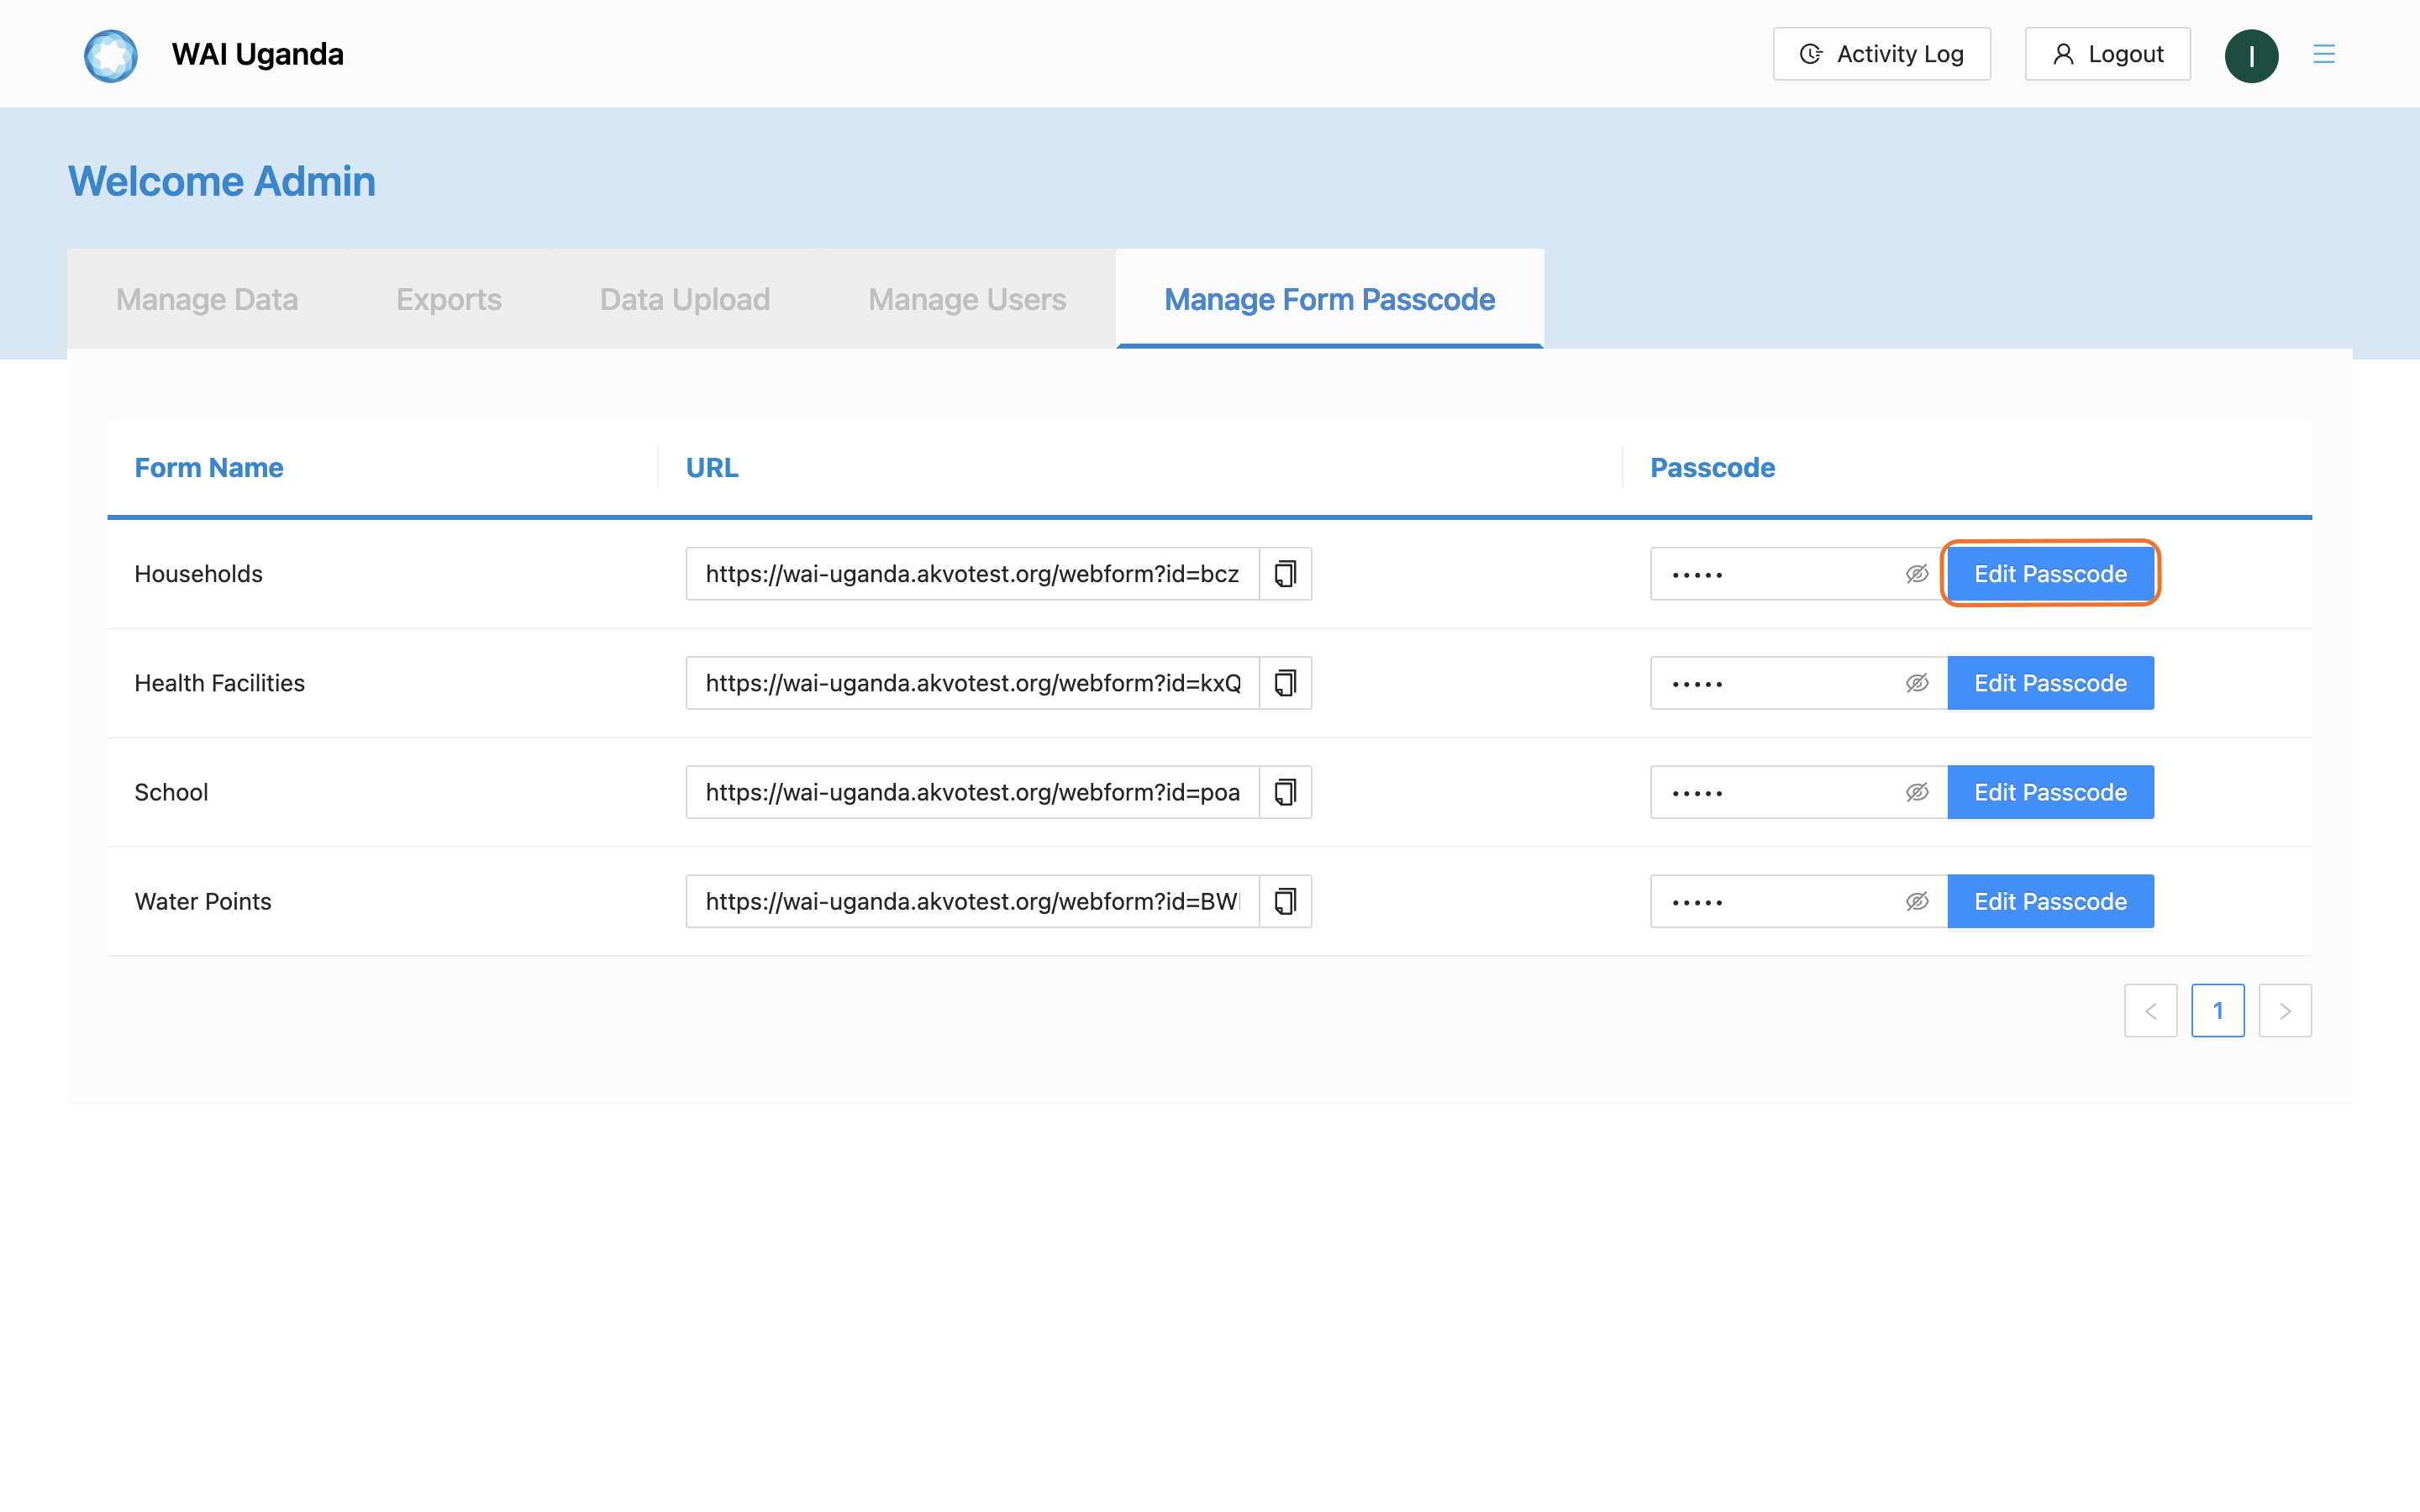 WAI Uganda
Activity Log
Logout
I
Welcome Admin
Manage Data
Exports
Data Upload
Manage Users
Manage Form Passcode
Form Name
URL
Passcode
Households
https://wai-uganda.akvotest.org/webform?id=bcz
•••••
Edit Passcode
Health Facilities
https://wai-uganda.akvotest.org/webform?id=kxQ
•••••
Edit Passcode
School
https://wai-uganda.akvotest.org/webform?id=poa
•••••
Edit Passcode
Water Points
https://wai-uganda.akvotest.org/webform?id=BW
•••••
Edit Passcode
<
1
>